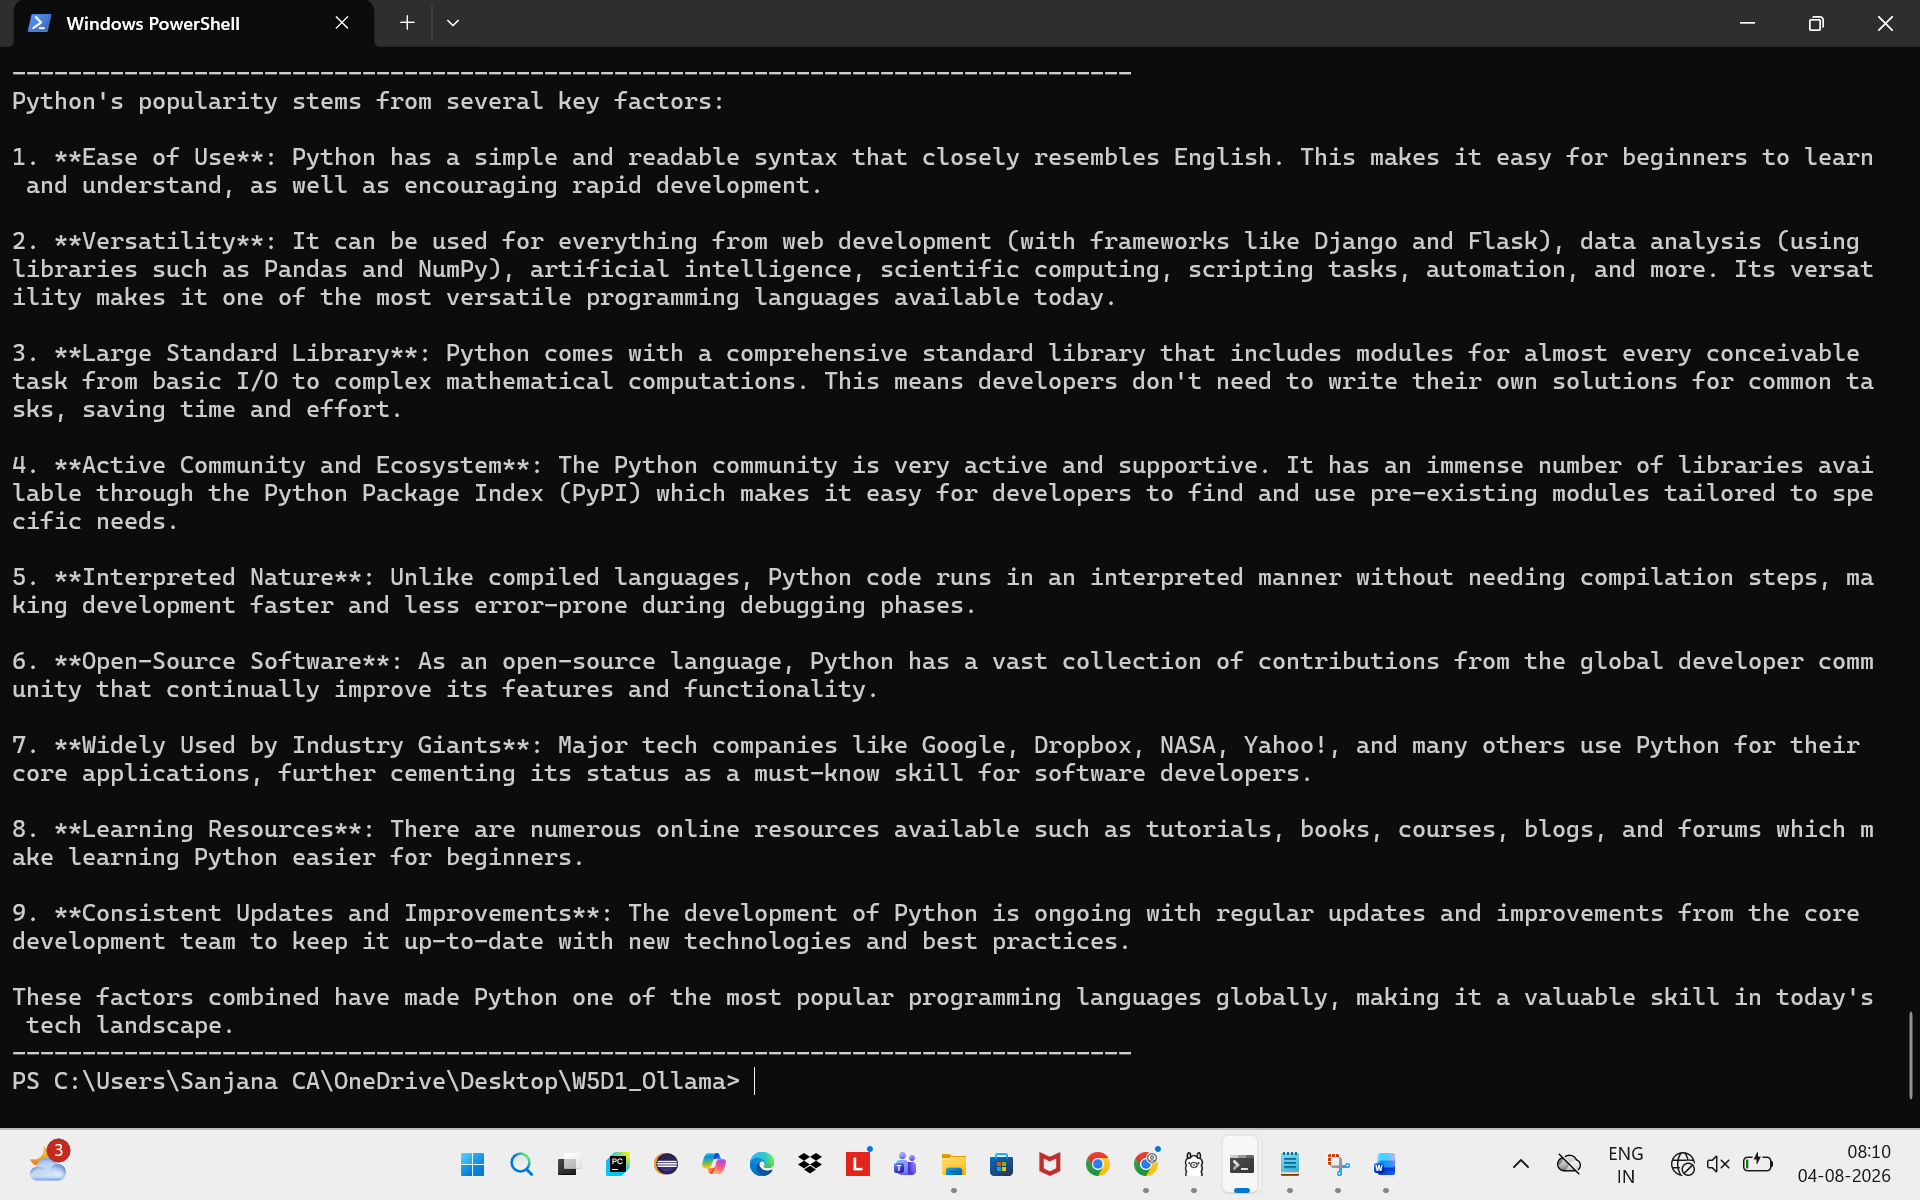 Windows PowerShell
--------------------------------------------------------------------------------
Python's popularity stems from several key factors:
1. **Ease of Use**: Python has a simple and readable syntax that closely resembles English. This makes it easy for beginners to learn
 and understand, as well as encouraging rapid development.
2. **Versatility**: It can be used for everything from web development (with frameworks like Django and Flask), data analysis (using
libraries such as Pandas and NumPy), artificial intelligence, scientific computing, scripting tasks, automation, and more. Its versat
ility makes it one of the most versatile programming languages available today.
3. **Large Standard Library**: Python comes with a comprehensive standard library that includes modules for almost every conceivable
task from basic I/O to complex mathematical computations. This means developers don't need to write their own solutions for common ta
sks, saving time and effort.
4. **Active Community and Ecosystem**: The Python community is very active and supportive. It has an immense number of libraries avai
lable through the Python Package Index (PyPI) which makes it easy for developers to find and use pre-existing modules tailored to spe
cific needs.
5. **Interpreted Nature**: Unlike compiled languages, Python code runs in an interpreted manner without needing compilation steps, ma
king development faster and less error-prone during debugging phases.
6. **Open-Source Software**: As an open-source language, Python has a vast collection of contributions from the global developer comm
unity that continually improve its features and functionality.
7. **Widely Used by Industry Giants**: Major tech companies like Google, Dropbox, NASA, Yahoo!, and many others use Python for their
core applications, further cementing its status as a must-know skill for software developers.
8. **Learning Resources**: There are numerous online resources available such as tutorials, books, courses, blogs, and forums which m
ake learning Python easier for beginners.
9. **Consistent Updates and Improvements**: The development of Python is ongoing with regular updates and improvements from the core
development team to keep it up-to-date with new technologies and best practices.
These factors combined have made Python one of the most popular programming languages globally, making it a valuable skill in today's
 tech landscape.
--------------------------------------------------------------------------------
PS C:\Users\Sanjana CA\OneDrive\Desktop\W5D1_Ollama>
3
PC
L
T
W
ENG
IN
08:10
04-08-2026